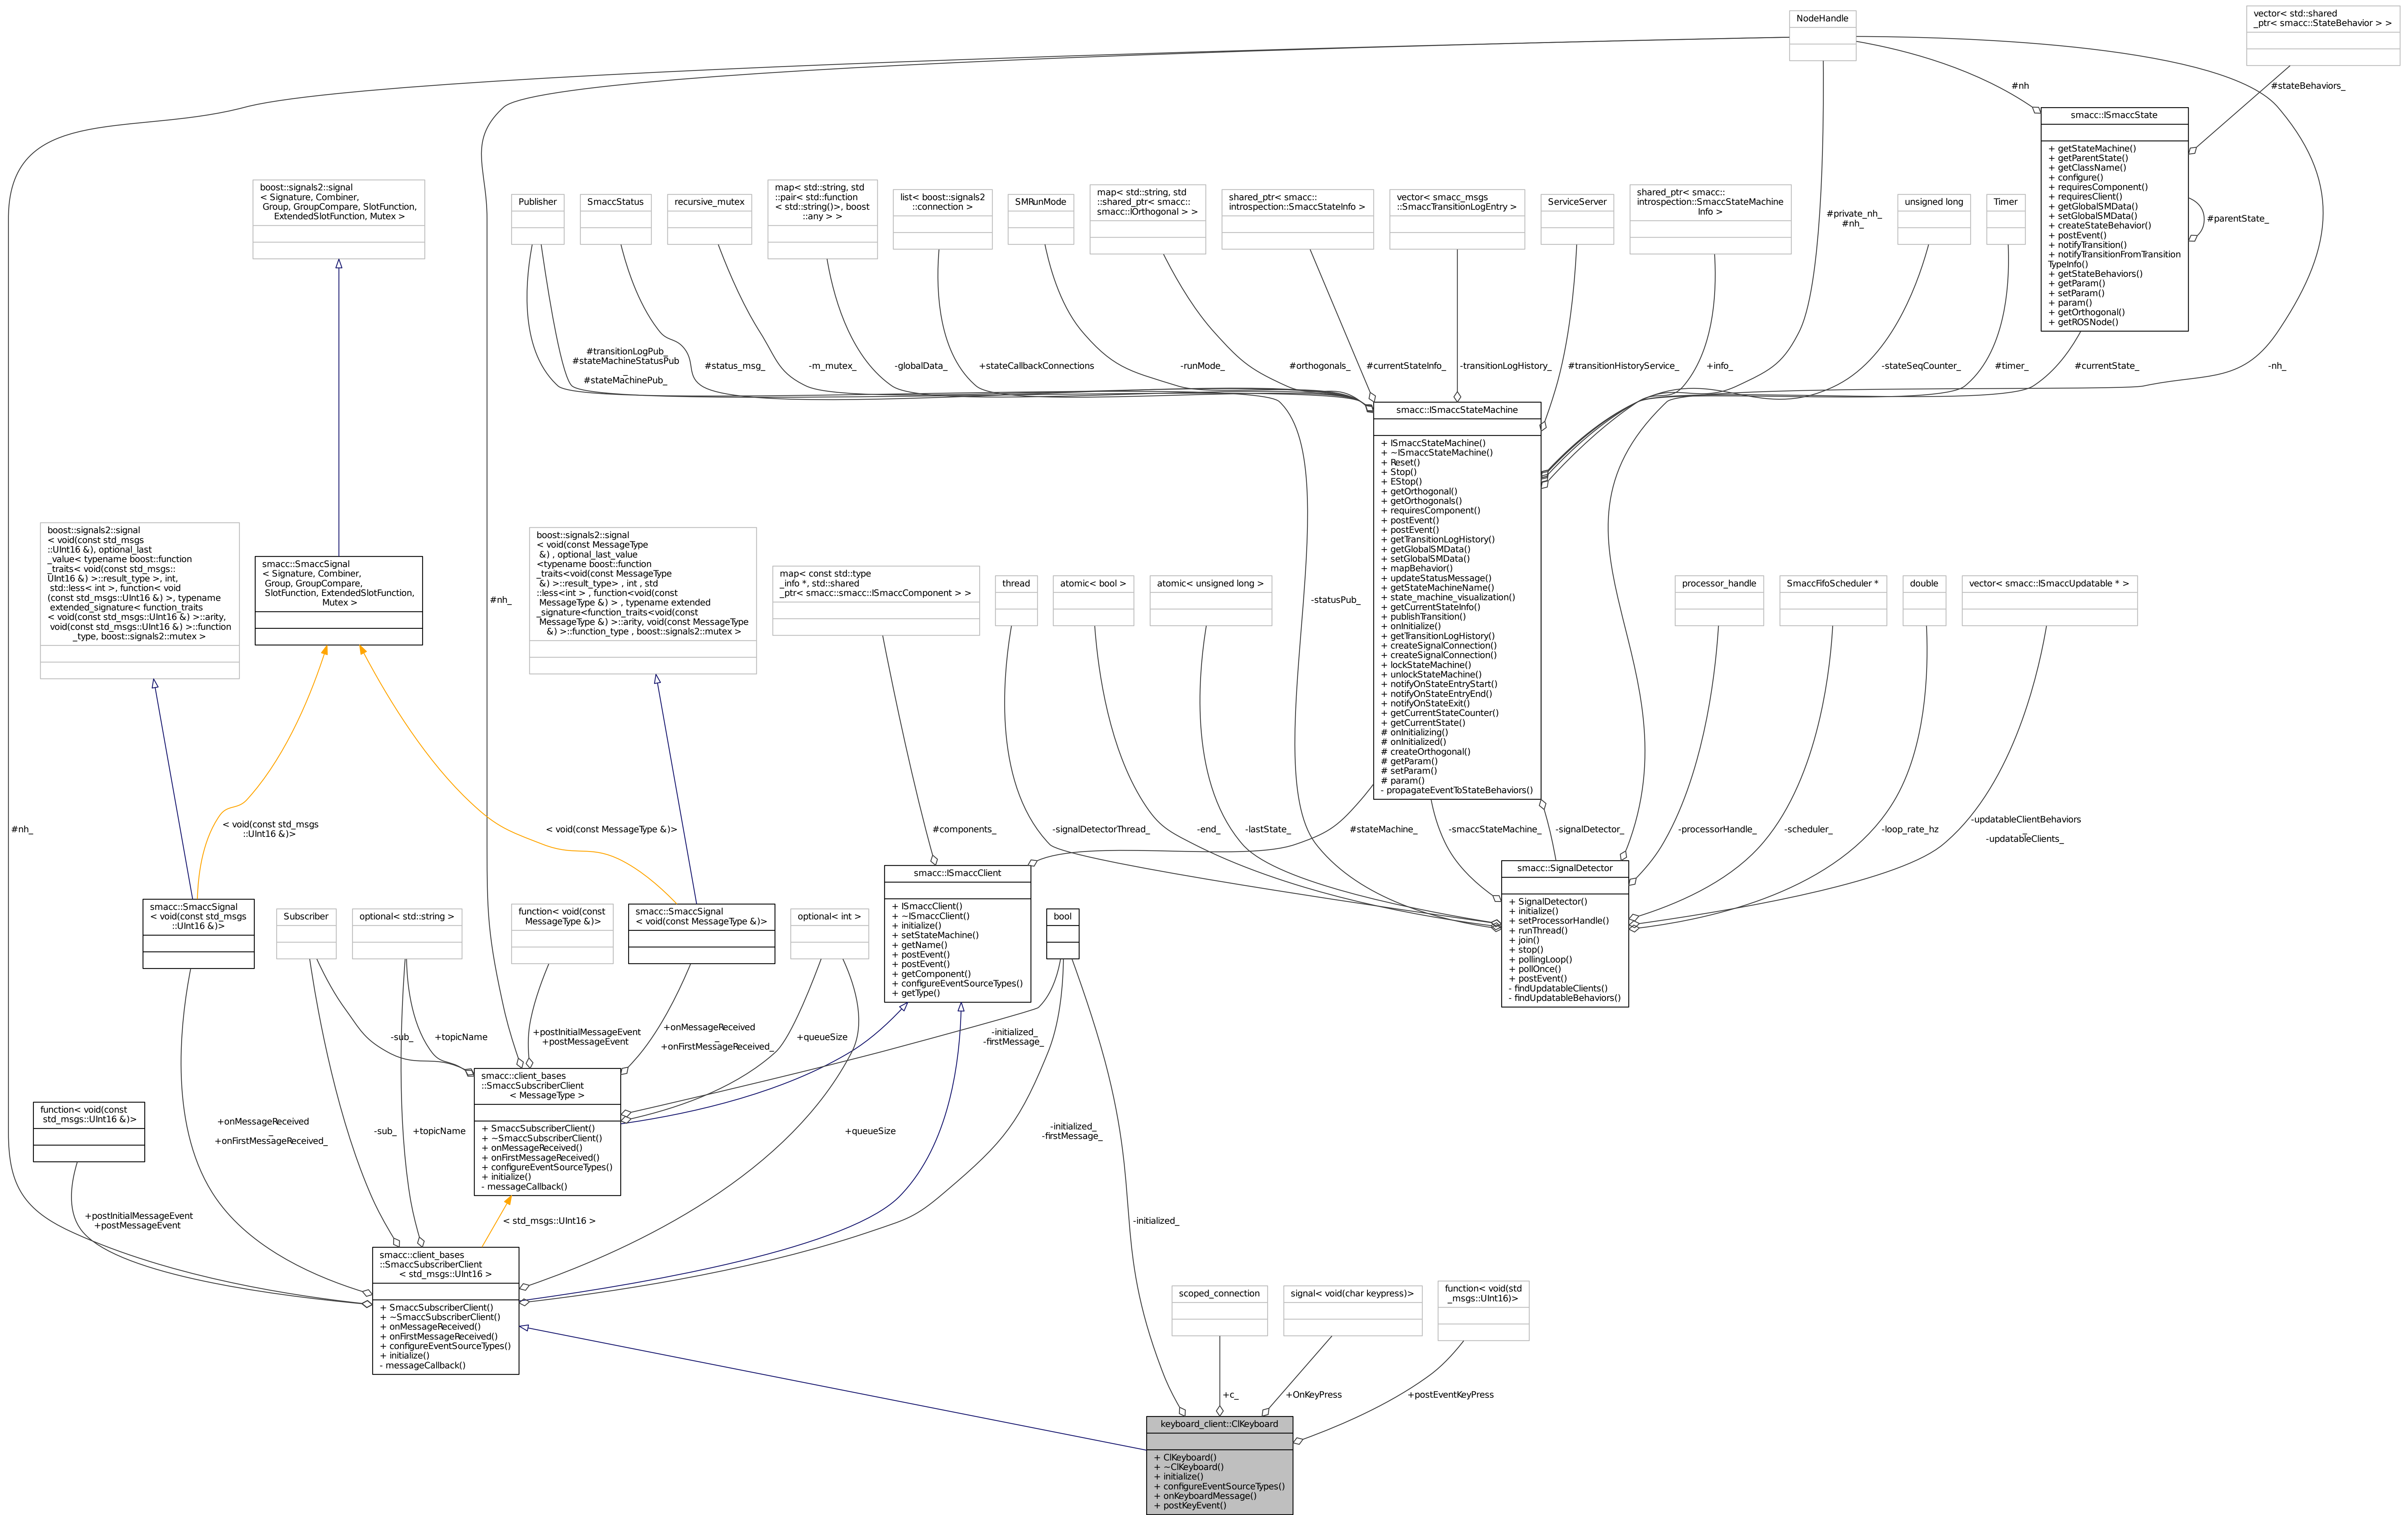 NodeHandle
vector< std::shared
_ptr< smacc::StateBehavior > >
#nh
#stateBehaviors_
smacc::ISmaccState
+ getStateMachine()
+ getParentState()
+ getClassName()
+ configure()
+ requiresComponent()
+ requiresClient()
+ getGlobalSMData()
+ setGlobalSMData()
+ createStateBehavior()
+ postEvent()
+ notifyTransition()
+ notifyTransitionFromTransition
TypeInfo()
+ getStateBehaviors()
+ getParam()
+ setParam()
+ param()
+ getOrthogonal()
+ getROSNode()
#parentState_
boost::signals2::signal
< Signature, Combiner,
Group, GroupCompare, SlotFunction,
ExtendedSlotFunction, Mutex >
Publisher
SmaccStatus
recursive_mutex
map< std::string, std
::pair< std::function
< std::string()>, boost
::any > >
list< boost::signals2
::connection >
SMRunMode
map< std::string, std
::shared_ptr< smacc::
smacc::IOrthogonal > >
shared_ptr< smacc::
introspection::SmaccStateInfo >
vector< smacc_msgs
::SmaccTransitionLogEntry >
ServiceServer
shared_ptr< smacc::
introspection::SmaccStateMachine
Info >
#private_nh_
#nh_
unsigned long
Timer
#transitionLogPub_
#stateMachineStatusPub
_
#stateMachinePub_
#status_msg_
-m_mutex_
-globalData_
+stateCallbackConnections
-runMode_
#orthogonals_
#currentStateInfo_
-transitionLogHistory_
#transitionHistoryService_
+info_
-stateSeqCounter_
#timer_
#currentState_
-nh_
smacc::ISmaccStateMachine
+ ISmaccStateMachine()
+ ~ISmaccStateMachine()
+ Reset()
+ Stop()
+ EStop()
+ getOrthogonal()
+ getOrthogonals()
+ requiresComponent()
+ postEvent()
+ postEvent()
+ getTransitionLogHistory()
+ getGlobalSMData()
+ setGlobalSMData()
+ mapBehavior()
+ updateStatusMessage()
+ getStateMachineName()
+ state_machine_visualization()
+ getCurrentStateInfo()
+ publishTransition()
+ onInitialize()
+ getTransitionLogHistory()
+ createSignalConnection()
+ createSignalConnection()
+ lockStateMachine()
+ unlockStateMachine()
+ notifyOnStateEntryStart()
+ notifyOnStateEntryEnd()
+ notifyOnStateExit()
+ getCurrentStateCounter()
+ getCurrentState()
# onInitializing()
# onInitialized()
# createOrthogonal()
# getParam()
# setParam()
# param()
- propagateEventToStateBehaviors()
boost::signals2::signal
< void(const std_msgs
::UInt16 &), optional_last
_value< typename boost::function
_traits< void(const std_msgs::
UInt16 &) >::result_type >, int,
std::less< int >, function< void
(const std_msgs::UInt16 &) >, typename
extended_signature< function_traits
< void(const std_msgs::UInt16 &) >::arity,
void(const std_msgs::UInt16 &) >::function
_type, boost::signals2::mutex >
smacc::SmaccSignal
< Signature, Combiner,
Group, GroupCompare,
SlotFunction, ExtendedSlotFunction,
Mutex >
#nh_
boost::signals2::signal
< void(const MessageType
&) , optional_last_value
<typename boost::function
_traits<void(const MessageType
&) >::result_type> , int , std
::less<int > , function<void(const
MessageType &) > , typename extended
_signature<function_traits<void(const
MessageType &) >::arity, void(const MessageType
&) >::function_type , boost::signals2::mutex >
map< const std::type
_info *, std::shared
_ptr< smacc::smacc::ISmaccComponent > >
thread
atomic< bool >
atomic< unsigned long >
-statusPub_
processor_handle
SmaccFifoScheduler *
double
vector< smacc::ISmaccUpdatable * >
#nh_
< void(const std_msgs
::UInt16 &)>
< void(const MessageType &)>
#components_
-signalDetectorThread_
-end_
-lastState_
#stateMachine_
-smaccStateMachine_
-signalDetector_
-processorHandle_
-scheduler_
-loop_rate_hz
-updatableClientBehaviors
_
-updatableClients_
smacc::SignalDetector
+ SignalDetector()
+ initialize()
+ setProcessorHandle()
+ runThread()
+ join()
+ stop()
+ pollingLoop()
+ pollOnce()
+ postEvent()
- findUpdatableClients()
- findUpdatableBehaviors()
smacc::ISmaccClient
+ ISmaccClient()
+ ~ISmaccClient()
+ initialize()
+ setStateMachine()
+ getName()
+ postEvent()
+ postEvent()
+ getComponent()
+ configureEventSourceTypes()
+ getType()
smacc::SmaccSignal
< void(const std_msgs
::UInt16 &)>
Subscriber
optional< std::string >
function< void(const
MessageType &)>
smacc::SmaccSignal
< void(const MessageType &)>
optional< int >
bool
-sub_
+topicName
+postInitialMessageEvent
+postMessageEvent
+onMessageReceived
_
+onFirstMessageReceived_
+queueSize
-initialized_
-firstMessage_
smacc::client_bases
::SmaccSubscriberClient
< MessageType >
+ SmaccSubscriberClient()
+ ~SmaccSubscriberClient()
+ onMessageReceived()
+ onFirstMessageReceived()
+ configureEventSourceTypes()
+ initialize()
- messageCallback()
function< void(const
std_msgs::UInt16 &)>
+onMessageReceived
_
+onFirstMessageReceived_
-sub_
+topicName
+queueSize
-initialized_
-firstMessage_
+postInitialMessageEvent
+postMessageEvent
< std_msgs::UInt16 >
-initialized_
smacc::client_bases
::SmaccSubscriberClient
< std_msgs::UInt16 >
+ SmaccSubscriberClient()
+ ~SmaccSubscriberClient()
+ onMessageReceived()
+ onFirstMessageReceived()
+ configureEventSourceTypes()
+ initialize()
- messageCallback()
scoped_connection
signal< void(char keypress)>
function< void(std
_msgs::UInt16)>
+c_
+OnKeyPress
+postEventKeyPress
keyboard_client::ClKeyboard
+ ClKeyboard()
+ ~ClKeyboard()
+ initialize()
+ configureEventSourceTypes()
+ onKeyboardMessage()
+ postKeyEvent()